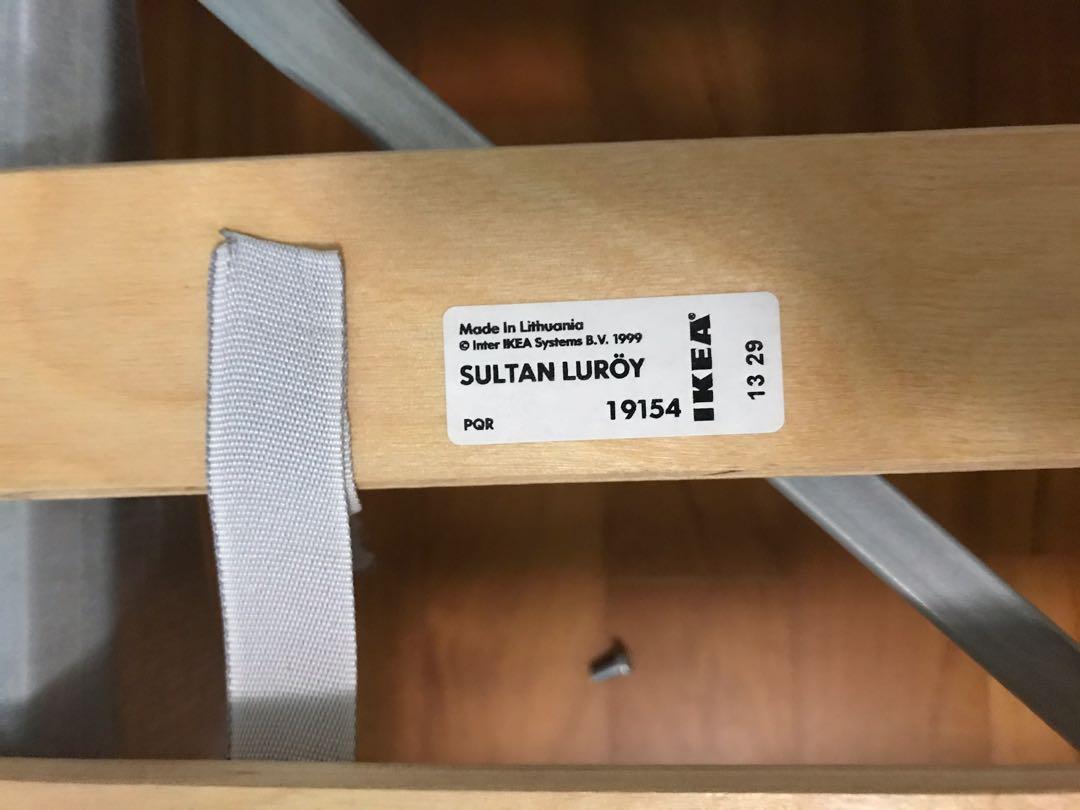 Made in Lithuania
© Inter IKEA Systems B.V. 1999
SULTAN LURÖY
19154
PQR
IKEA®
13 29